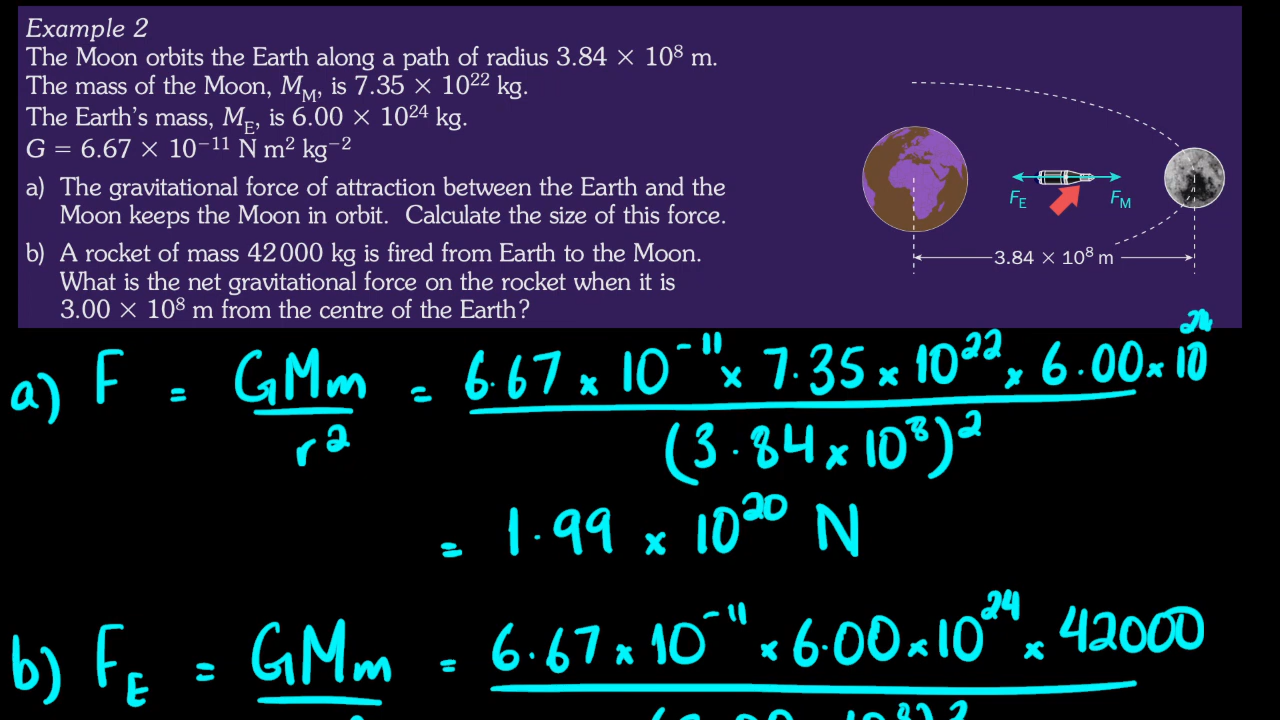 Example 2
The Moon orbits the Earth along a path of radius 3.84 × 10⁸ m.
The mass of the Moon, M_M, is 7.35 × 10²² kg.
The Earth's mass, M_E, is 6.00 × 10²⁴ kg.
G = 6.67 × 10⁻¹¹ N m² kg⁻²
a) The gravitational force of attraction between the Earth and the
Moon keeps the Moon in orbit. Calculate the size of this force.
b) A rocket of mass 42 000 kg is fired from Earth to the Moon.
What is the net gravitational force on the rocket when it is
3.00 × 10⁸ m from the centre of the Earth?
F_E F_M
3.84 × 10⁸ m
a) F = GMm / r² = 6.67 × 10⁻¹¹ × 7.35 × 10²² × 6.00 × 10²⁴ / (3.84 × 10⁸)²
= 1.99 × 10²⁰ N
b) F_E = GMm = 6.67 × 10⁻¹¹ × 6.00 × 10²⁴ × 42000